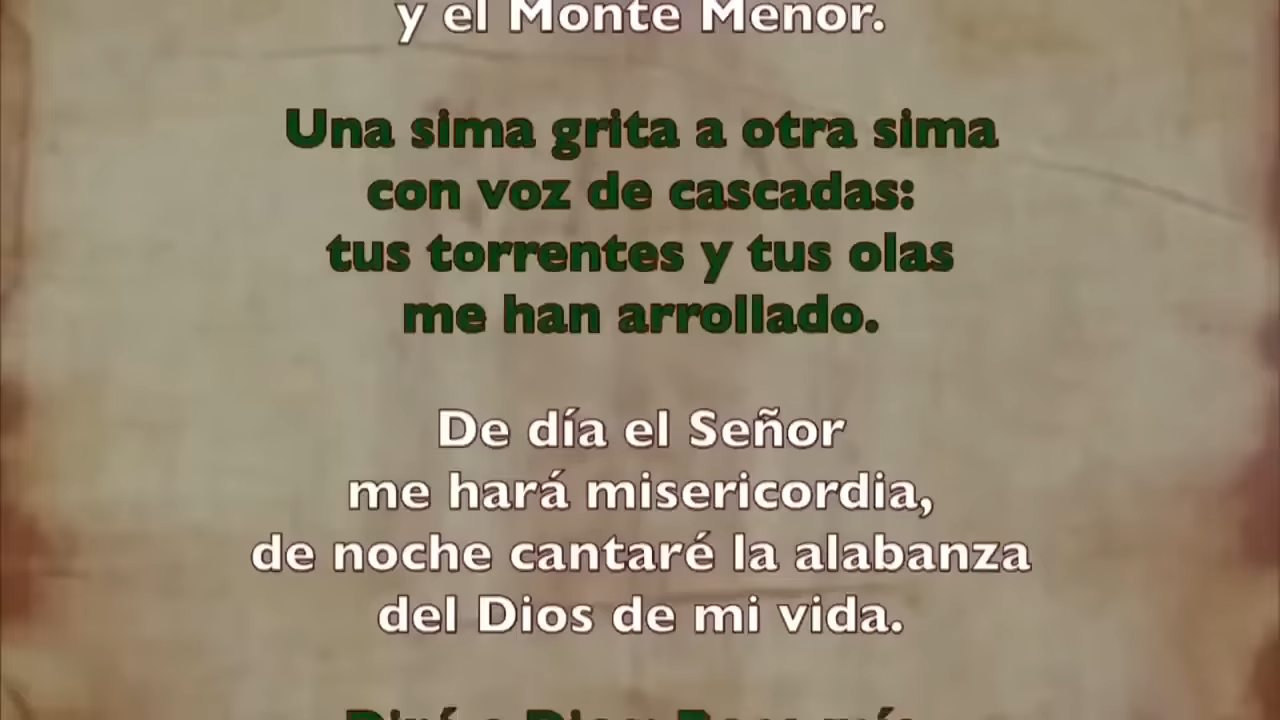 y el Monte Menor.
Una sima grita a otra sima
con voz de cascadas:
tus torrentes y tus olas
me han arrollado.
De día el Señor
me hará misericordia,
de noche cantaré la alabanza
del Dios de mi vida.